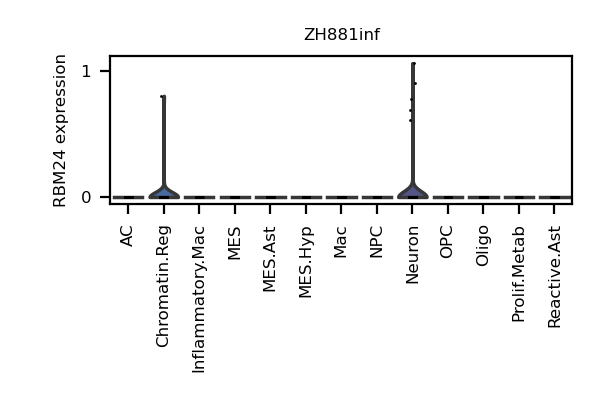 ZH881inf
RBM24 expression
1
0
AC
Chromatin.Reg
Inflammatory.Mac
MES
MES.Ast
MES.Hyp
Mac
NPC
Neuron
OPC
Oligo
Prolif.Metab
Reactive.Ast